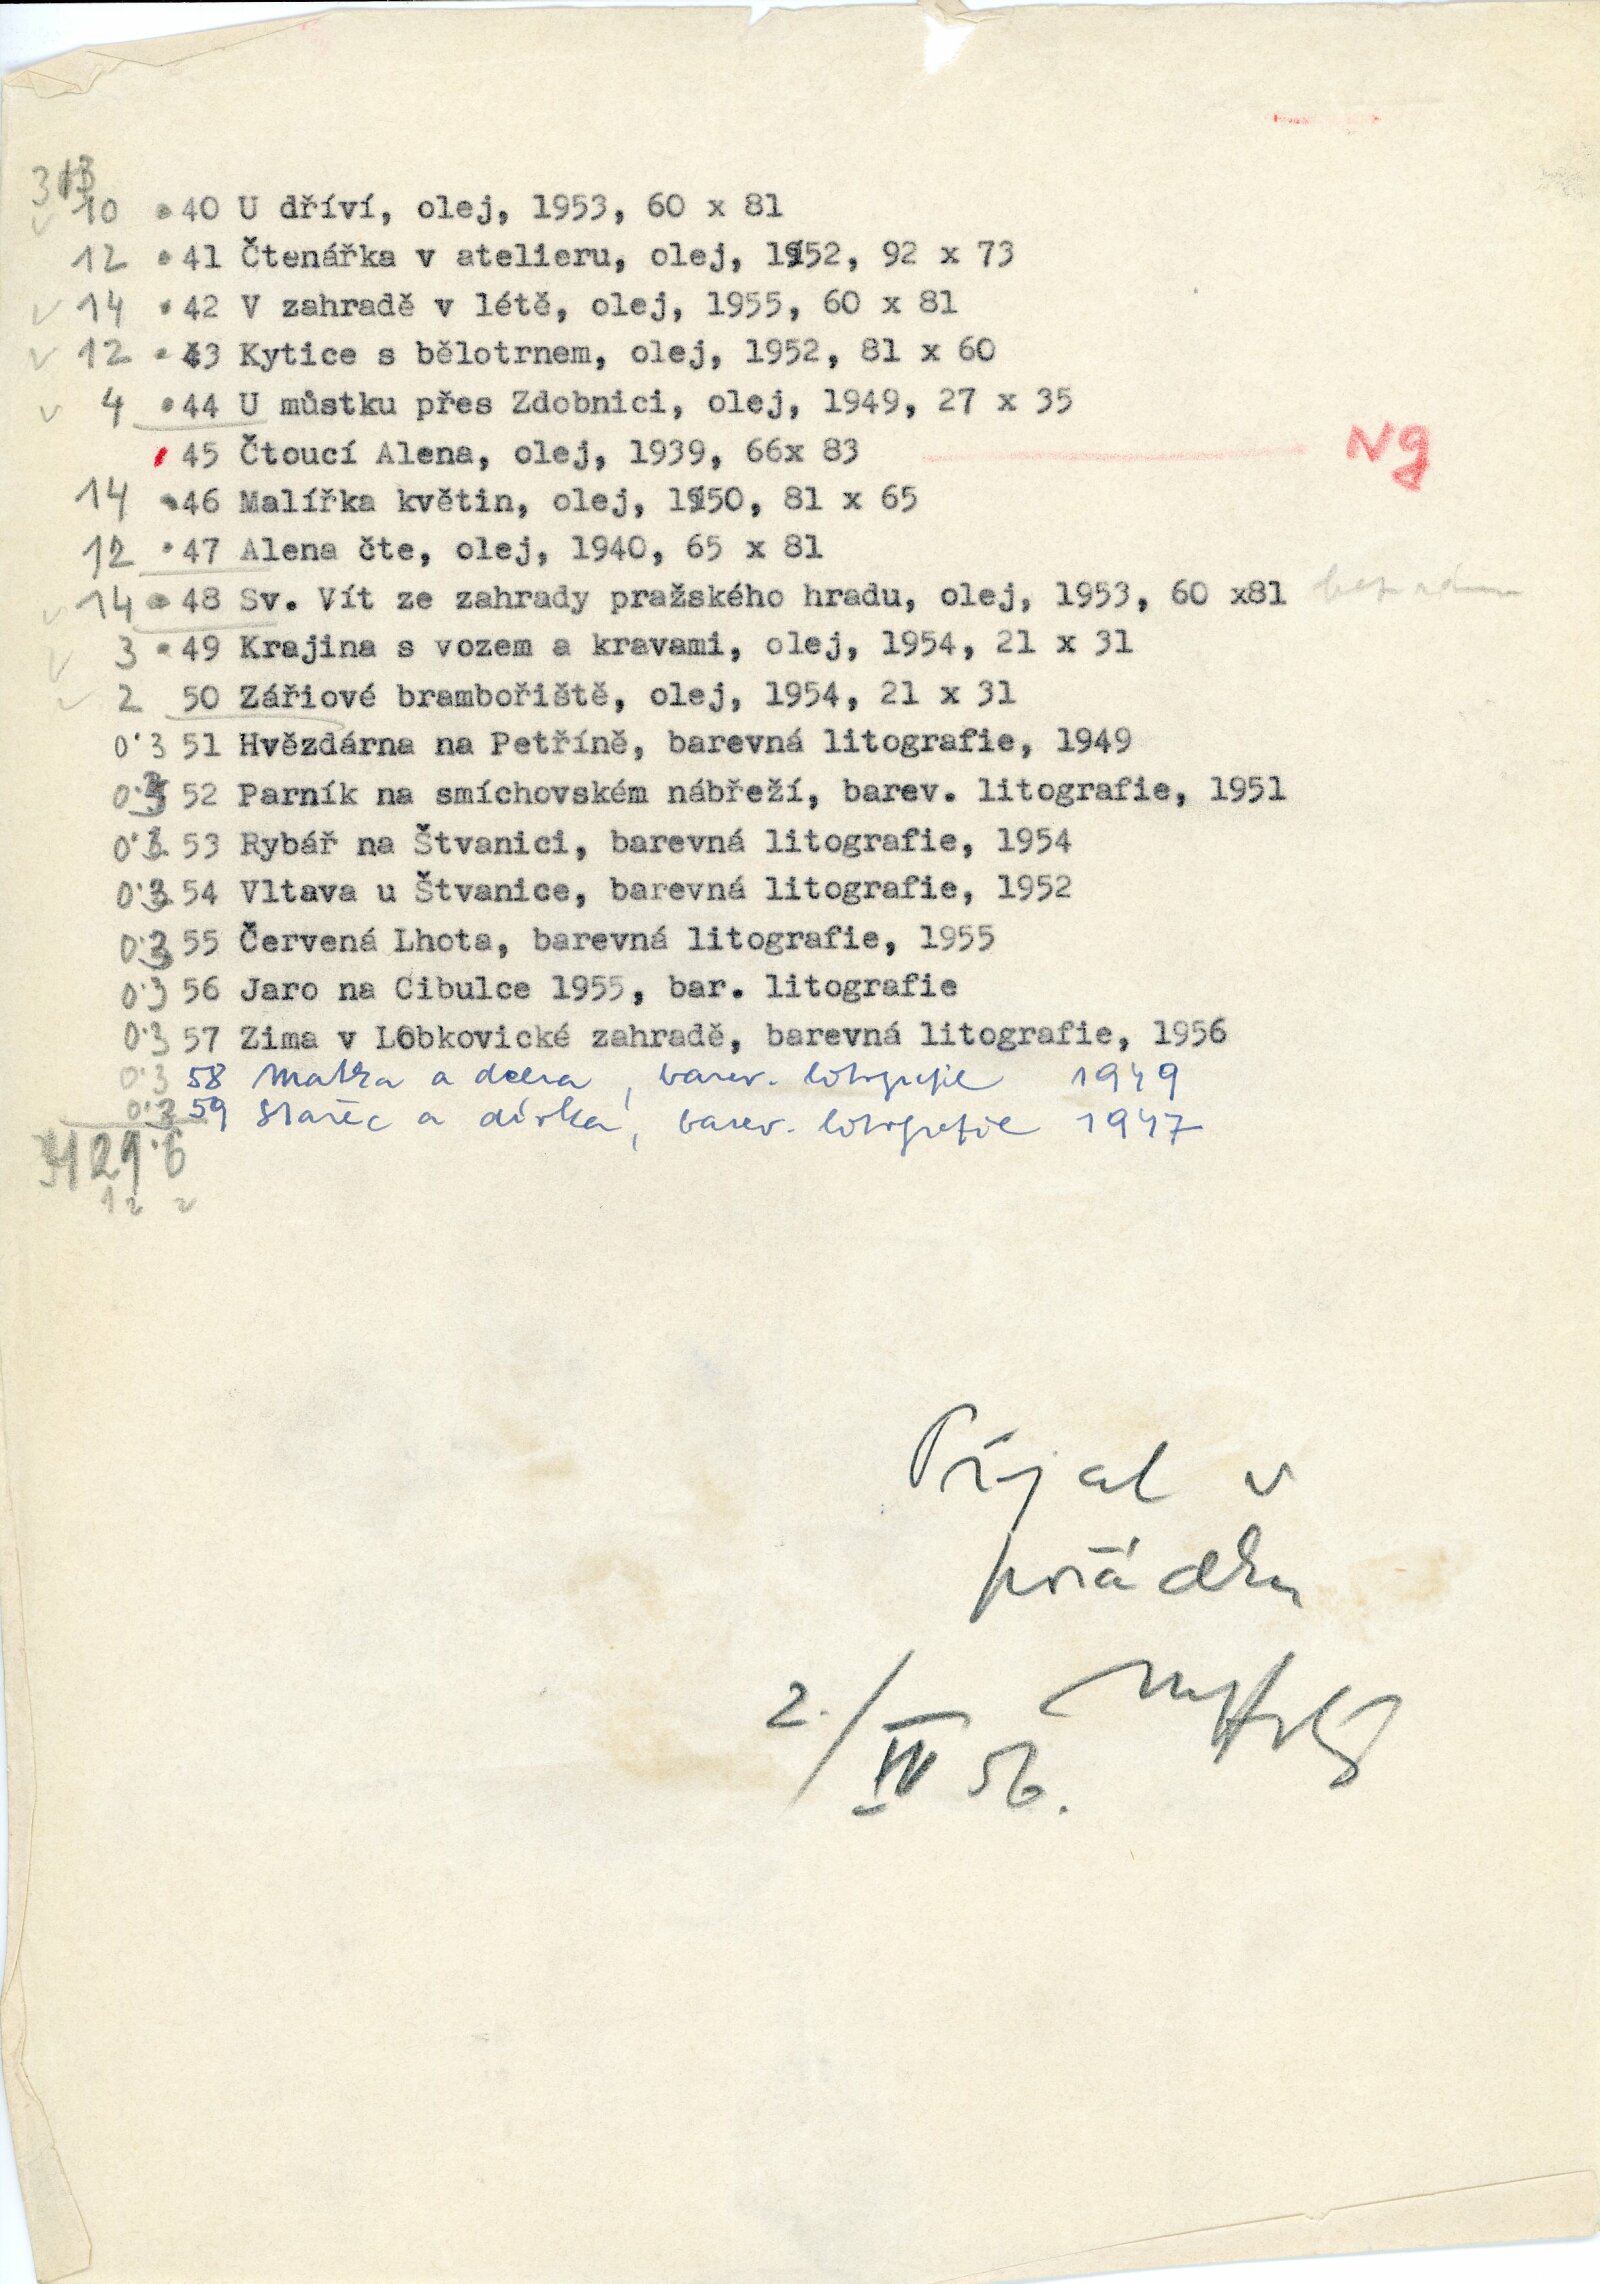 313
10 40 U dříví, olej, 1953, 60 x 81
12 41 Čtenářka v atelieru, olej, 1952, 92 x 73
14 42 V zahradě v létě, olej, 1955, 60 x 81
12 43 Kytice s bělotrnem, olej, 1952, 81 x 60
4 44 U můstku přes Zdobnici, olej, 1949, 27 x 35
45 Čtoucí Alena, olej, 1939, 66x 83 Ng
14 46 Malířka květin, olej, 1950, 81 x 65
12 47 Alena čte, olej, 1940, 65 x 81
14 48 Sv. Vít ze zahrady pražského hradu, olej, 1953, 60 x81
3 49 Krajina s vozem a kravami, olej, 1954, 21 x 31
2 50 Zářiové brambořiště, olej, 1954, 21 x 31
0·3 51 Hvězdárna na Petříně, barevná litografie, 1949
0·3 52 Parník na smíchovském nábřeží, barev. litografie, 1951
0·3 53 Rybář na Štvanici, barevná litografie, 1954
0·3 54 Vltava u Štvanice, barevná litografie, 1952
0·3 55 Červená Lhota, barevná litografie, 1955
0·3 56 Jaro na Cibulce 1955, bar. litografie
0·3 57 Zima v Lobkovické zahradě, barevná litografie, 1956
0·3 58 Matka a dcera, barev. litografie 1949
0·3 59 Stařec a dívka, barev. litografie 1947
129·6
12 2
Přijal v
pořádku
2./IV 56.